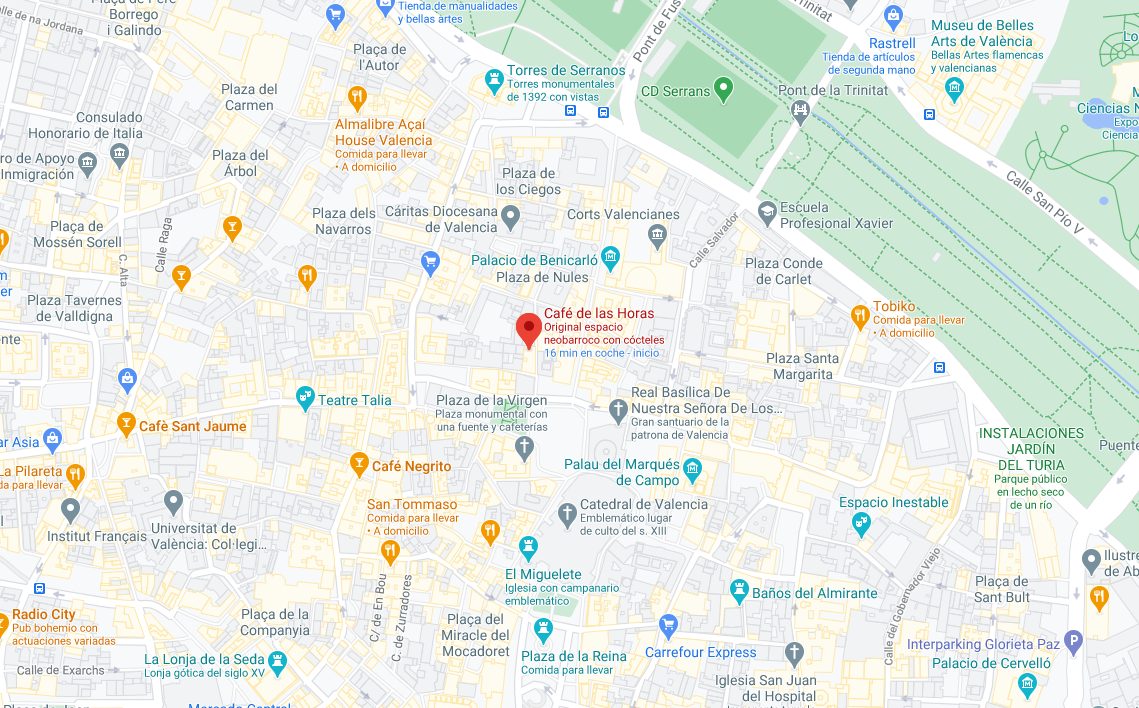 Plaça de Pere
Borrego
i Galindo
Calle de na Jordana
Tienda de manualidades
y bellas artes
Plaça de
l'Autor
Pont de Fusta
Trinitat
Rastrell
Tienda de artículos
de segunda mano
Museu de Belles
Arts de València
Bellas Artes flamencas
y valencianas
Torres de Serranos
Torres monumentales
de 1392 con vistas
CD Serrans
Pont de la Trinitat
Ciencias N
Expo
Ciencia
Plaza del
Carmen
Consulado
Honorario de Italia
ro de Apoyo
Inmigración
Almalibre Açaí
House Valencia
Comida para llevar
• A domicilio
Plaza del
Árbol
Plaza de
los Ciegos
Calle San Pío V
Plaça de
Mossén Sorell
C. Alta
Calle Raga
Plaza dels
Navarros
Cáritas Diocesana
de Valencia
Corts Valencianes
Calle Salvador
Escuela
Profesional Xavier
Palacio de Benicarló
Plaza de Nules
Plaza Conde
de Carlet
Plaza Tavernes
de Valldigna
Café de las Horas
Original espacio
neobarroco con cócteles
16 min en coche - inicio
Tobiko
Comida para llevar
• A domicilio
Plaza Santa
Margarita
Teatre Talia
Plaza de la Virgen
Plaza monumental con
una fuente y cafeterías
Real Basílica De
Nuestra Señora De Los...
Gran santuario de la
patrona de Valencia
Cafè Sant Jaume
ar Asia
INSTALACIONES
JARDÍN
DEL TURIA
Parque público
en lecho seco
de un río
Puente
La Pilareta
da para llevar
Café Negrito
Palau del Marqués
de Campo
San Tommaso
Comida para llevar
• A domicilio
Catedral de Valencia
Emblemático lugar
de culto del s. XIII
Espacio Inestable
Institut Français
Universitat de
València: Col·legi...
El Miguelete
Iglesia con campanario
emblemático
Ilustre
de Ab
C/ de En Bou
C. de Zurradores
Baños del Almirante
Calle del Gobernador Viejo
Plaça de
Sant Bult
Radio City
Pub bohemio con
actuaciones variadas
Plaza de la
Companyia
Plaça del
Miracle del
Mocadoret
Calle de Exarchs
La Lonja de la Seda
Lonja gótica del siglo XV
Plaza de la Reina
Comida para llevar
Carrefour Express
Interparking Glorieta Paz
Palacio de Cervelló
Iglesia San Juan
del Hospital
Mercado Central